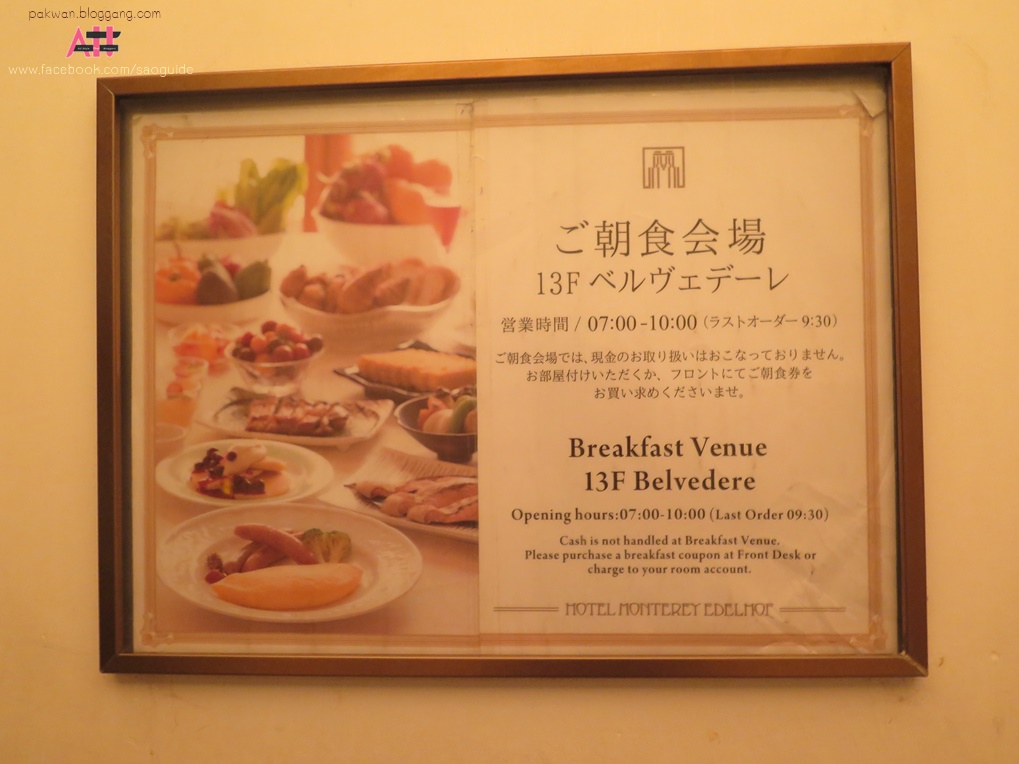 pakwan.bloggang.com
www.facebook.com/saoguide
ご朝食会場
13F ベルヴェデーレ
営業時間 / 07:00-10:00 (ラストオーダー 9:30)
ご朝食会場では、現金のお取り扱いはおこなっておりません。
お部屋付けいただくか、フロントにてご朝食券を
お買い求めくださいませ。
Breakfast Venue
13F Belvedere
Opening hours:07:00-10:00 (Last Order 09:30)
Cash is not handled at Breakfast Venue.
Please purchase a breakfast coupon at Front Desk or
charge to your room account.
HOTEL MONTEREY EDELHOF